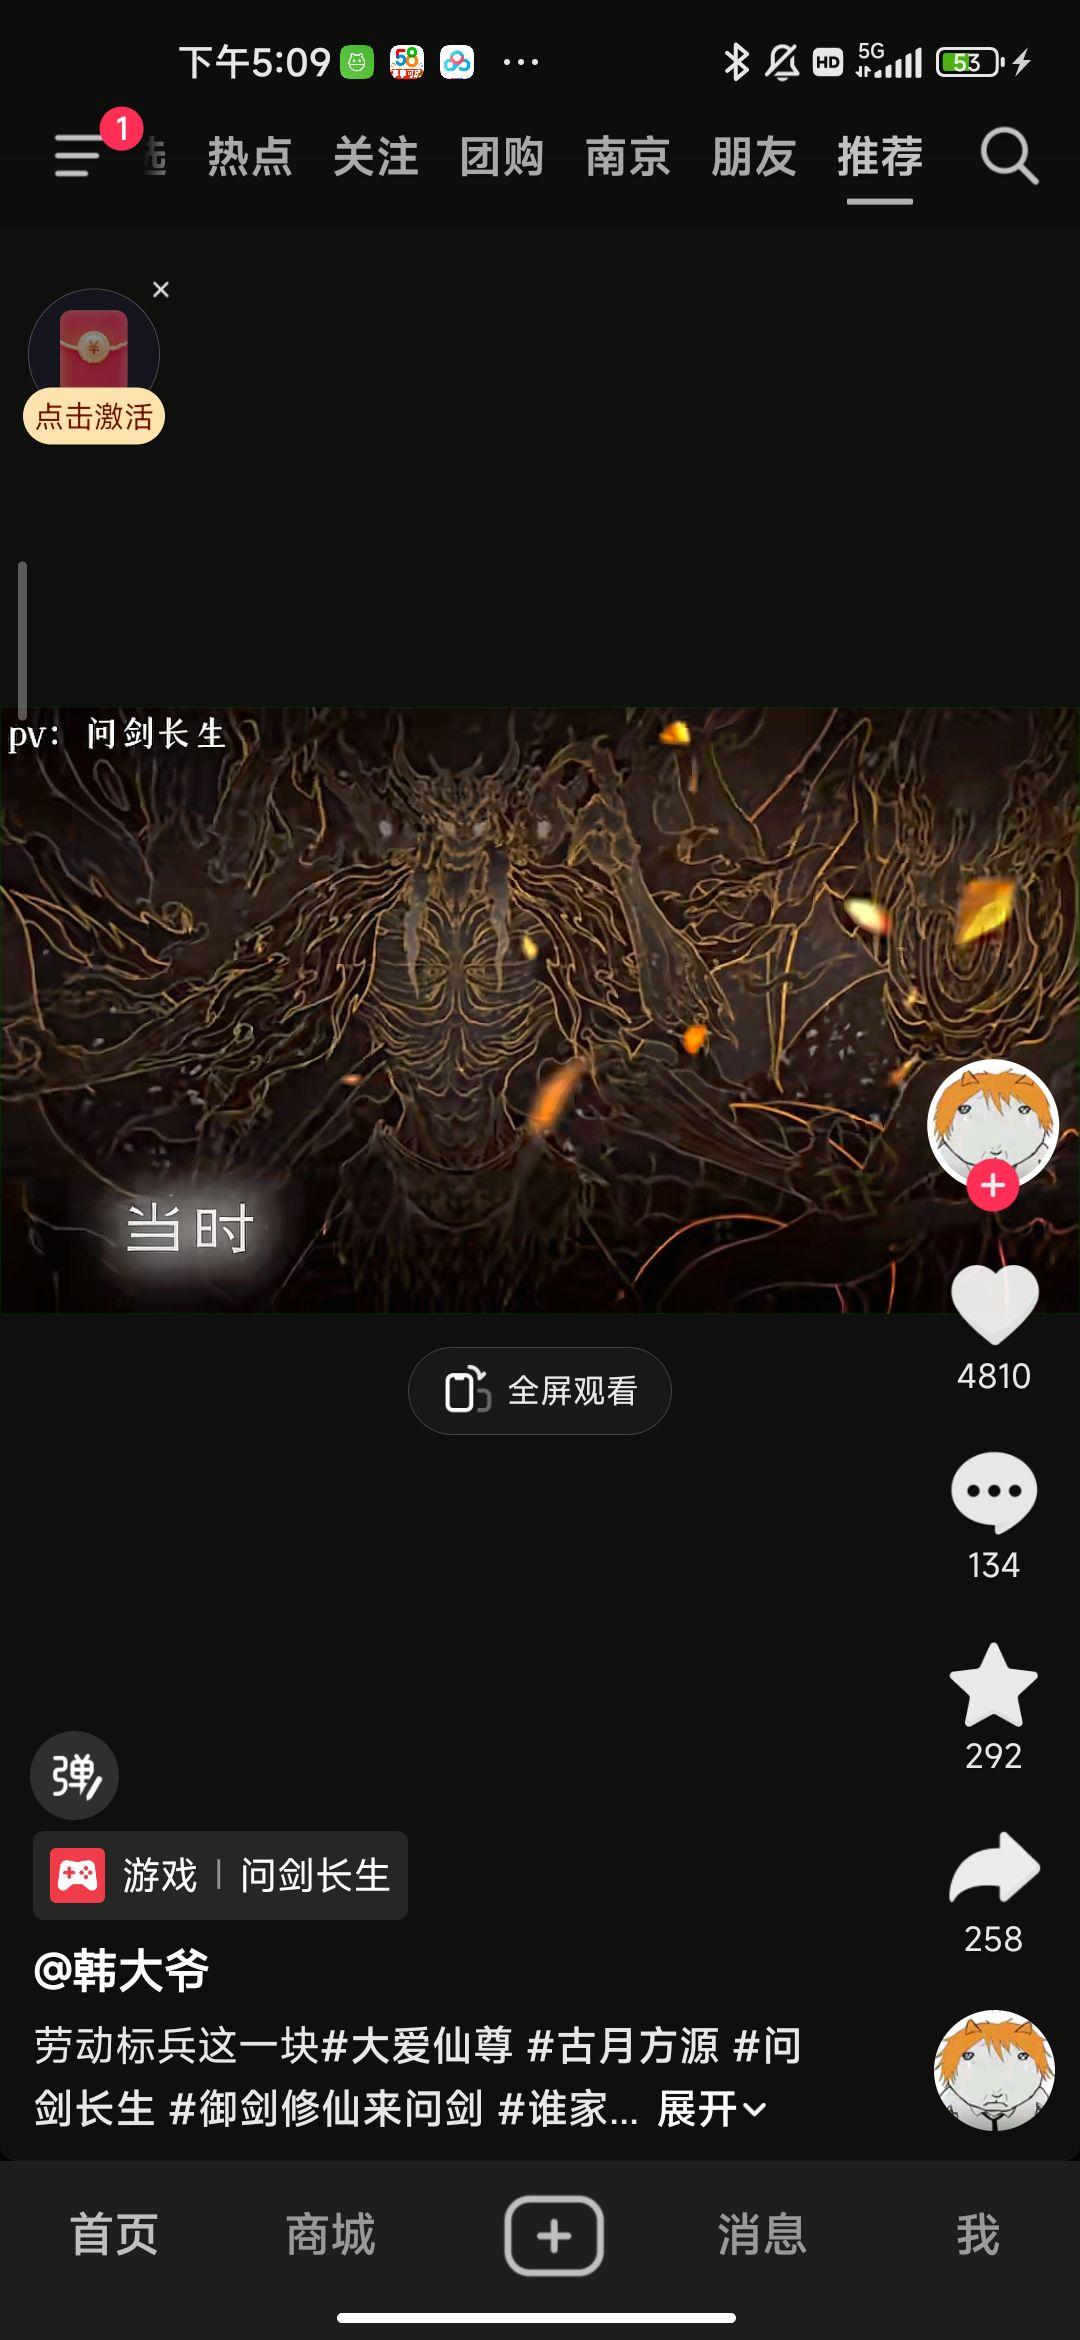 下午5:09
58
HD
5G
53
1
热点 关注 团购 南京 朋友 推荐
点击激活
pv：问剑长生
当时
全屏观看
4810
134
292
258
弹
游戏 | 问剑长生
@韩大爷
劳动标兵这一块#大爱仙尊 #古月方源 #问
剑长生 #御剑修仙来问剑 #谁家... 展开
首页 商城 消息 我